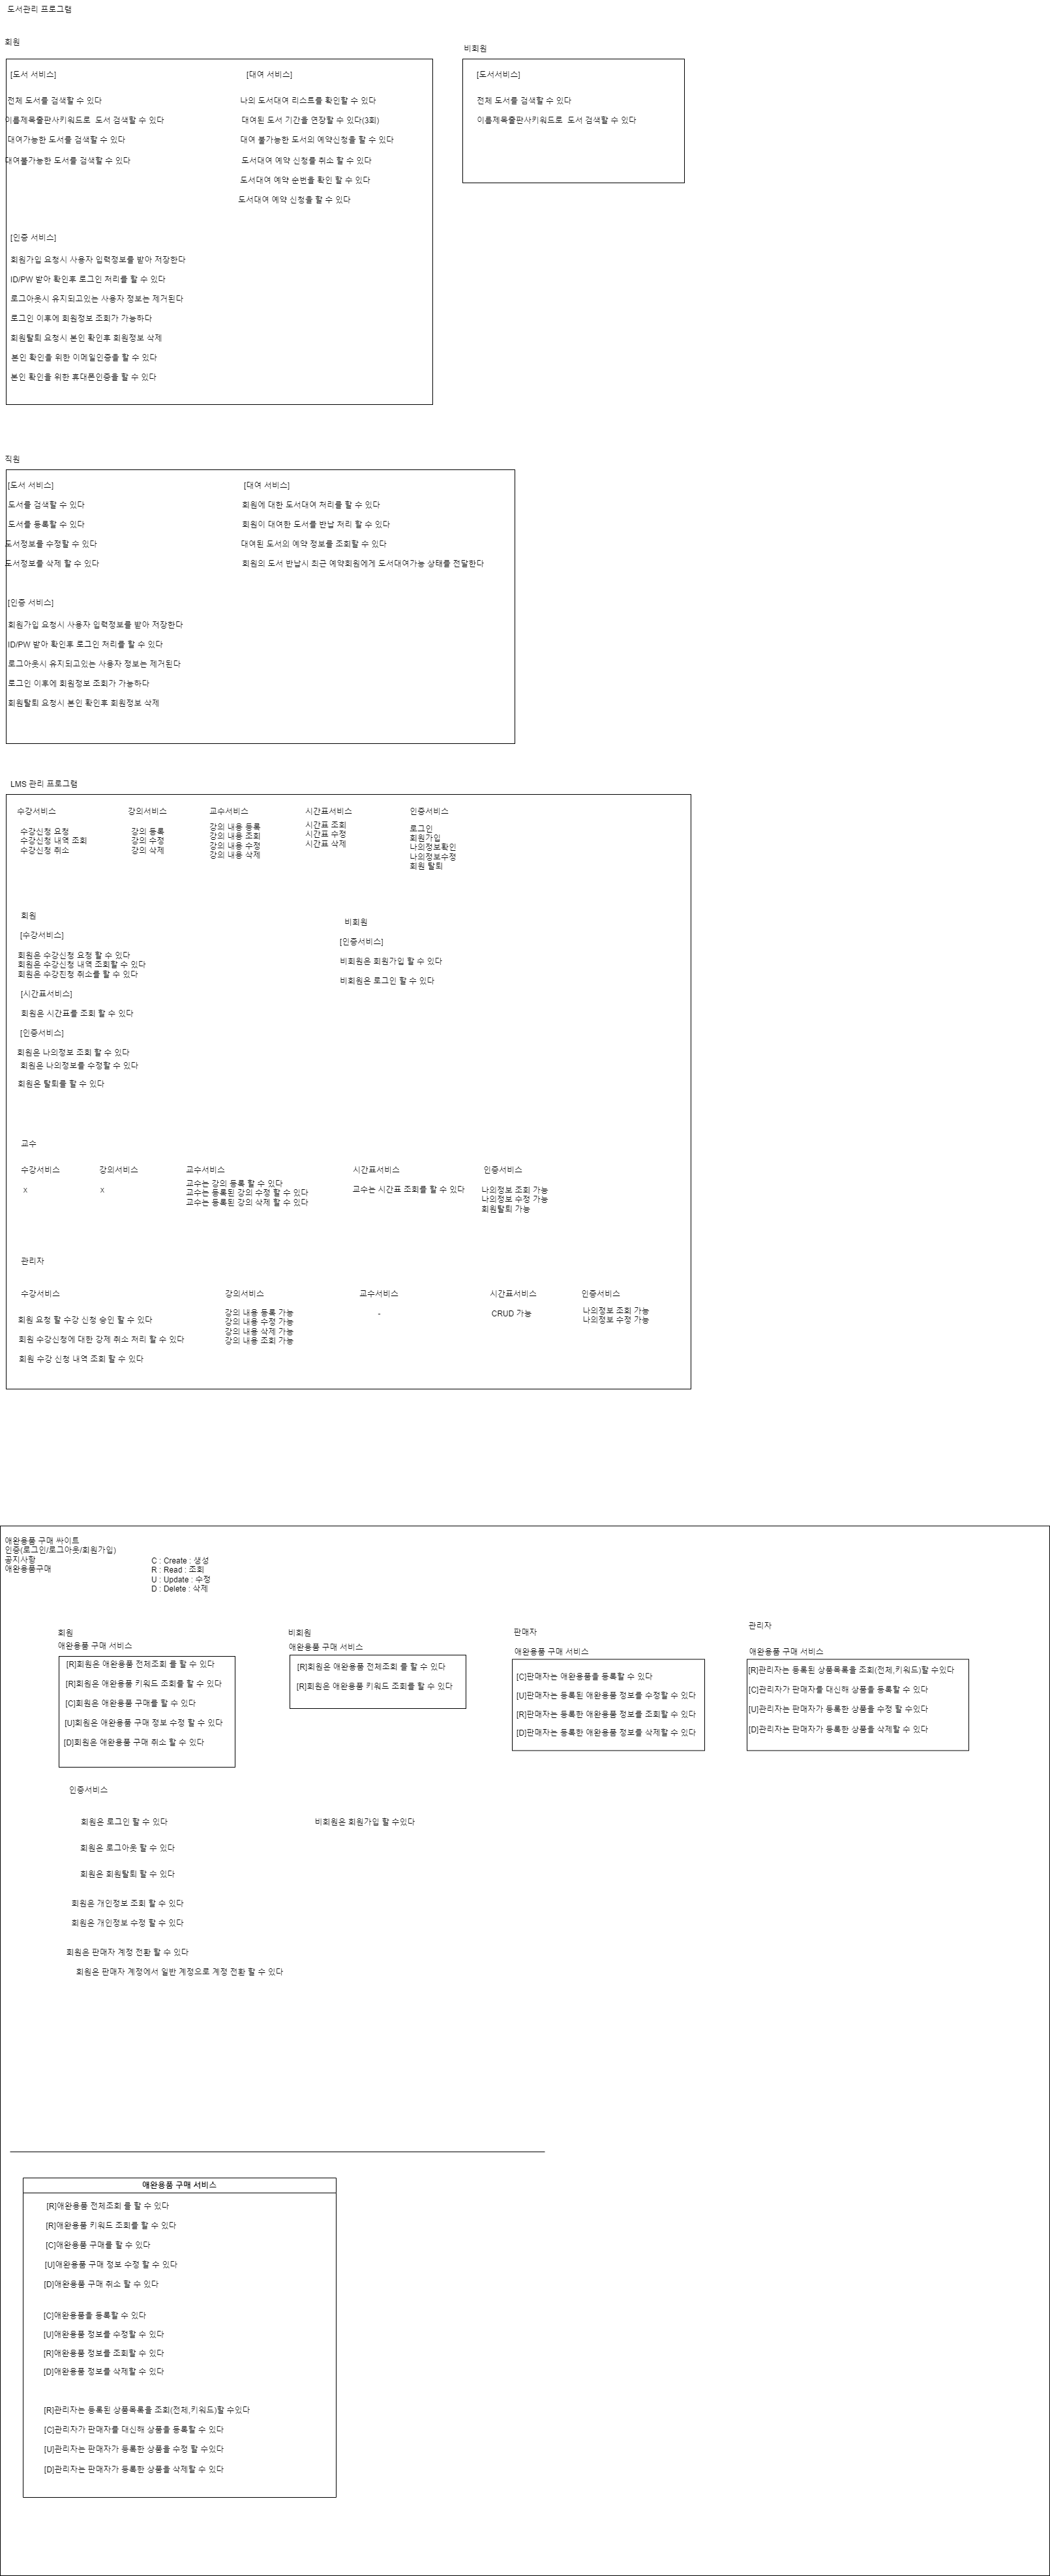 도서관리 프로그램
회원
[도서 서비스]
전체 도서를 검색할 수 있다
이름제목출판사키워드로  도서 검색할 수 있다
대여가능한 도서를 검색할 수 있다
대여불가능한 도서를 검색할 수 있다
[대여 서비스]
나의 도서대여 리스트를 확인할 수 있다
대여된 도서 기간을 연장할 수 있다(3회)
대여 불가능한 도서의 예약신청을 할 수 있다
도서대여 예약 신청를 취소 할 수 있다
도서대여 예약 순번을 확인 할 수 있다
도서대여 예약 신청을 할 수 있다
[인증 서비스]
회원가입 요청시 사용자 입력정보를 받아 저장한다
ID/PW 받아 확인후 로그인 처리를 할 수 있다
로그아웃시 유지되고있는 사용자 정보는 제거된다
로그인 이후에 회원정보 조회가 가능하다
회원탈퇴 요청시 본인 확인후 회원정보 삭제
본인 확인을 위한 이메일인증을 할 수 있다
본인 확인을 위한 휴대폰인증을 할 수 있다
비회원
[도서서비스]
전체 도서를 검색할 수 있다
이름제목출판사키워드로  도서 검색할 수 있다
직원
[도서 서비스]
도서를 검색할 수 있다
도서를 등록할 수 있다
도서정보를 수정할 수 있다
도서정보를 삭제 할 수 있다
[대여 서비스]
회원에 대한 도서대여 처리를 할 수 있다
회원이 대여한 도서를 반납 처리 할 수 있다
대여된 도서의 예약 정보를 조회할 수 있다
회원의 도서 반납시 최근 예약회원에게 도서대여가능 상태를 전달한다
[인증 서비스]
회원가입 요청시 사용자 입력정보를 받아 저장한다
ID/PW 받아 확인후 로그인 처리를 할 수 있다
로그아웃시 유지되고있는 사용자 정보는 제거된다
로그인 이후에 회원정보 조회가 가능하다
회원탈퇴 요청시 본인 확인후 회원정보 삭제
LMS 관리 프로그램
수강서비스
수강신청 요청
수강신청 내역 조회
수강신청 취소
강의서비스
강의 등록
강의 수정
강의 삭제
교수서비스
강의 내용 등록
강의 내용 조회
강의 내용 수정
강의 내용 삭제
시간표서비스
시간표 조회
시간표 수정
시간표 삭제
인증서비스
로그인
회원가입
나의정보확인
나의정보수정
회원 탈퇴
회원
[수강서비스]
회원은 수강신청 요청 할 수 있다
회원은 수강신청 내역 조회할 수 있다
회원은 수강진청 취소를 할 수 있다
[시간표서비스]
회원은 시간표를 조회 할 수 있다
[인증서비스]
회원은 나의정보 조회 할 수 있다
회원은 나의정보를 수정할 수 있다
회원은 탈퇴를 할 수 있다
비회원
[인증서비스]
비회원은 회원가입 할 수 있다
비회원은 로그인 할 수 있다
교수
수강서비스
x
강의서비스
x
교수서비스
교수는 강의 등록 할 수 있다
교수는 등록된 강의 수정 할 수 있다
교수는 등록된 강의 삭제 할 수 있다
시간표서비스
교수는 시간표 조회를 할 수 있다
인증서비스
나의정보 조회 가능
나의정보 수정 가능
회원탈퇴 가능
관리자
수강서비스
회원 요청 할 수강 신청 승인 할 수 있다
회원 수강신청에 대한 강제 취소 처리 할 수 있다
회원 수강 신청 내역 조회 할 수 있다
강의서비스
강의 내용 등록 가능
강의 내용 수정 가능
강의 내용 삭제 가능
강의 내용 조회 가능
교수서비스
-
시간표서비스
CRUD 가능
인증서비스
나의정보 조회 가능
나의정보 수정 가능
애완용품 구매 싸이트
인증(로그인/로그아웃/회원가입)
공지사항
애완용품구매
C : Create : 생성
R : Read : 조회
U : Update : 수정
D : Delete : 삭제
회원
애완용품 구매 서비스
[R]회원은 애완용품 전체조회 를 할 수 있다
[R]회원은 애완용품 키워드 조회를 할 수 있다
[C]회원은 애완용품 구매를 할 수 있다
[U]회원은 애완용품 구매 정보 수정 할 수 있다
[D]회원은 애완용품 구매 취소 할 수 있다
비회원
애완용품 구매 서비스
[R]회원은 애완용품 전체조회 를 할 수 있다
[R]회원은 애완용품 키워드 조회를 할 수 있다
판매자
애완용품 구매 서비스
[C]판매자는 애완용품을 등록할 수 있다
[U]판매자는 등록된 애완용품 정보를 수정할 수 있다
[R]판매자는 등록한 애완용품 정보를 조회할 수 있다
[D]판매자는 등록한 애완용품 정보를 삭제할 수 있다
관리자
애완용품 구매 서비스
[R]관리자는 등록된 상품목록을 조회(전체,키워드)할 수있다
[C]관리자가 판매자를 대신해 상품을 등록할 수 있다
[U]관리자는 판매자가 등록한 상품을 수정 할 수있다
[D]관리자는 판매자가 등록한 상품을 삭제할 수 있다
인증서비스
회원은 로그인 할 수 있다
회원은 로그아웃 할 수 있다
회원은 회원탈퇴 할 수 있다
회원은 개인정보 조회 할 수 있다
회원은 개인정보 수정 할 수 있다
회원은 판매자 계정 전환 할 수 있다
회원은 판매자 계정에서 일반 계정으로 계정 전환 할 수 있다
비회원은 회원가입 할 수있다
애완용품 구매 서비스
[R]애완용품 전체조회 를 할 수 있다
[R]애완용품 키워드 조회를 할 수 있다
[C]애완용품 구매를 할 수 있다
[U]애완용품 구매 정보 수정 할 수 있다
[D]애완용품 구매 취소 할 수 있다
[C]애완용품을 등록할 수 있다
[U]애완용품 정보를 수정할 수 있다
[R]애완용품 정보를 조회할 수 있다
[D]애완용품 정보를 삭제할 수 있다
[R]관리자는 등록된 상품목록을 조회(전체,키워드)할 수있다
[C]관리자가 판매자를 대신해 상품을 등록할 수 있다
[U]관리자는 판매자가 등록한 상품을 수정 할 수있다
[D]관리자는 판매자가 등록한 상품을 삭제할 수 있다